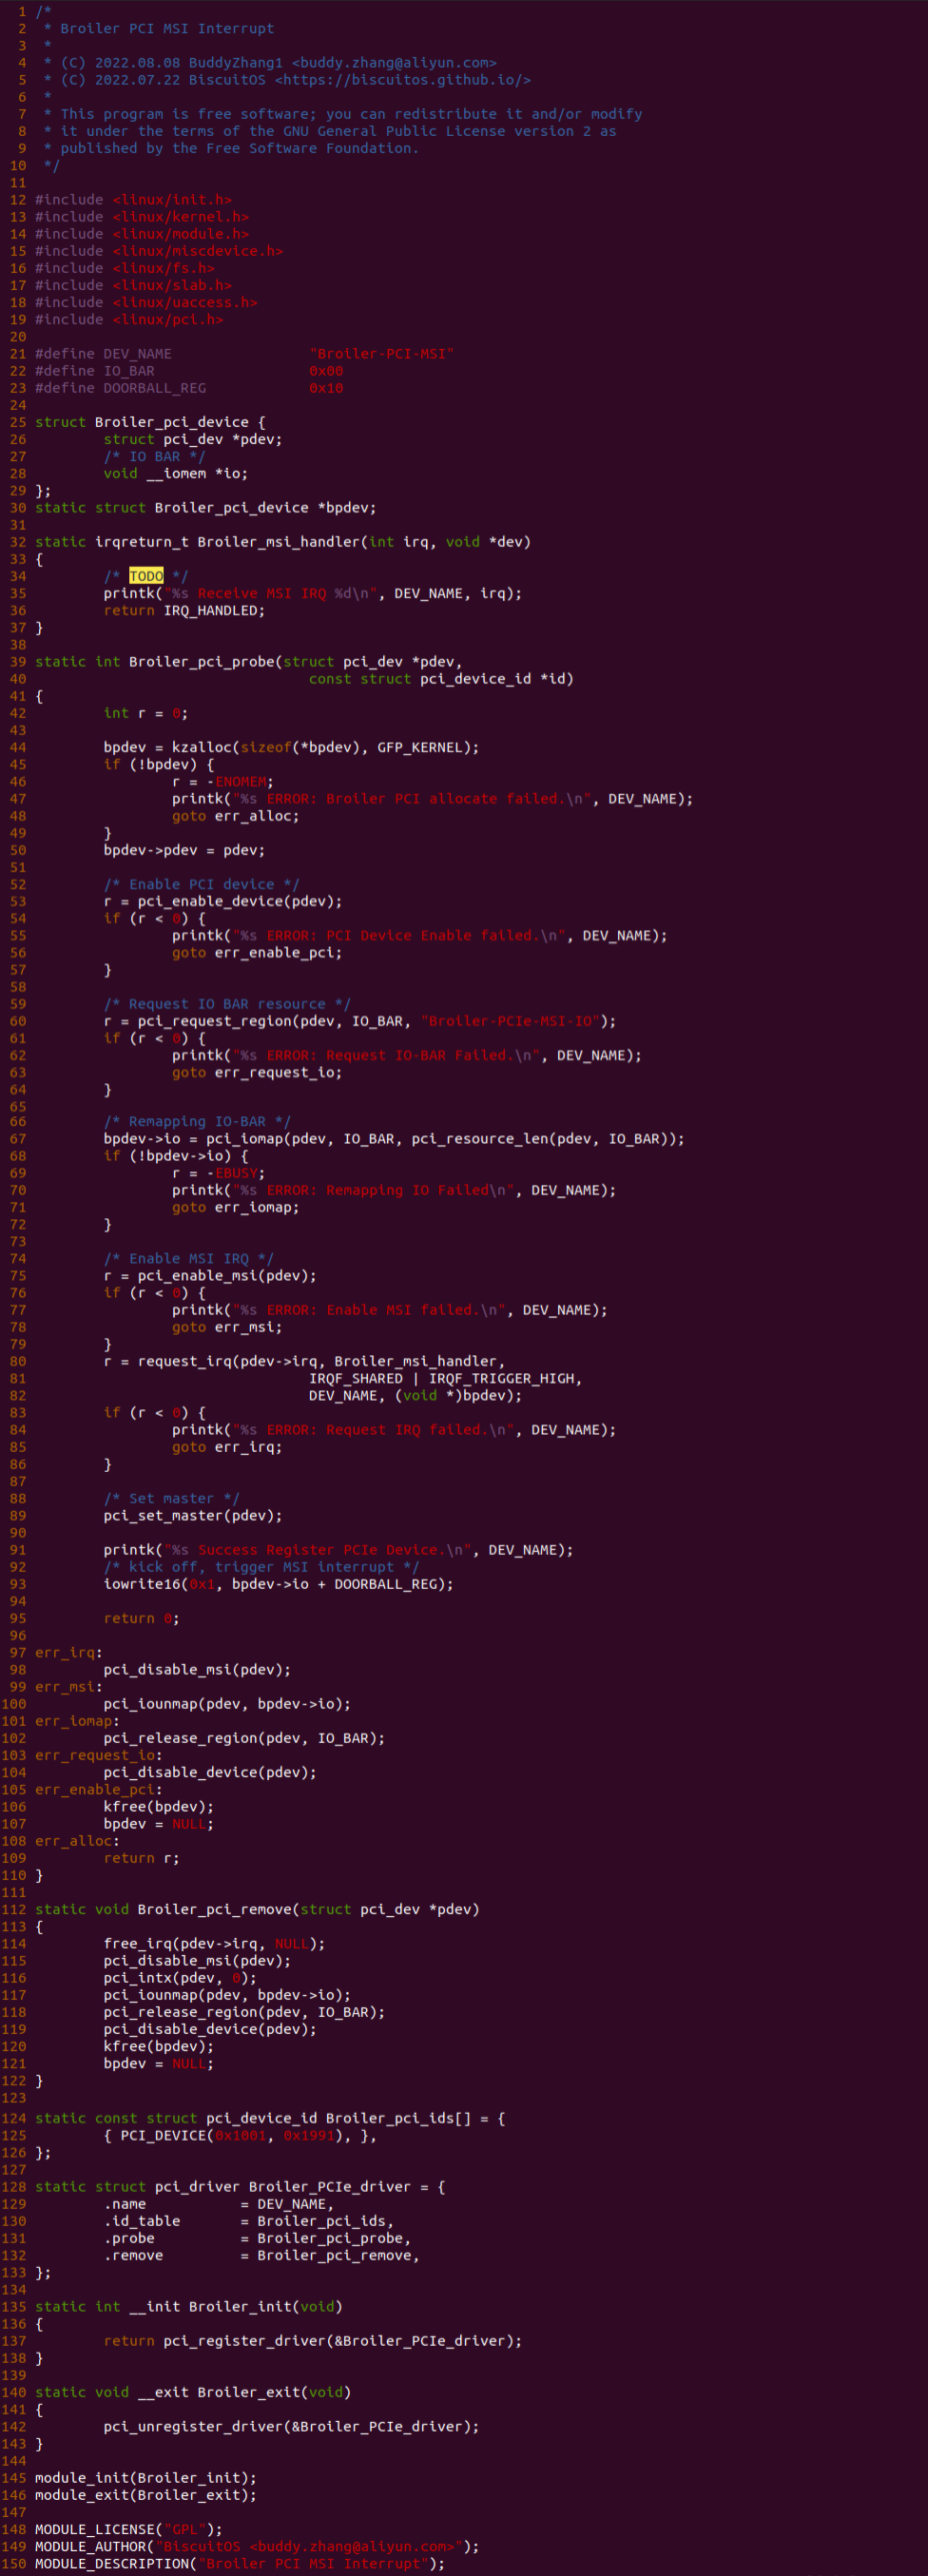 1 /*
2  * Broiler PCI MSI Interrupt
3  *
4  * (C) 2022.08.08 BuddyZhang1 <buddy.zhang@aliyun.com>
5  * (C) 2022.07.22 BiscuitOS <https://biscuitos.github.io/>
6  *
7  * This program is free software; you can redistribute it and/or modify
8  * it under the terms of the GNU General Public License version 2 as
9  * published by the Free Software Foundation.
10  */
11
12 #include <linux/init.h>
13 #include <linux/kernel.h>
14 #include <linux/module.h>
15 #include <linux/miscdevice.h>
16 #include <linux/fs.h>
17 #include <linux/slab.h>
18 #include <linux/uaccess.h>
19 #include <linux/pci.h>
20
21 #define DEV_NAME                "Broiler-PCI-MSI"
22 #define IO_BAR                  0x00
23 #define DOORBALL_REG            0x10
24
25 struct Broiler_pci_device {
26         struct pci_dev *pdev;
27         /* IO BAR */
28         void __iomem *io;
29 };
30 static struct Broiler_pci_device *bpdev;
31
32 static irqreturn_t Broiler_msi_handler(int irq, void *dev)
33 {
34         /* TODO */
35         printk("%s Receive MSI IRQ %d\n", DEV_NAME, irq);
36         return IRQ_HANDLED;
37 }
38
39 static int Broiler_pci_probe(struct pci_dev *pdev,
40                                 const struct pci_device_id *id)
41 {
42         int r = 0;
43
44         bpdev = kzalloc(sizeof(*bpdev), GFP_KERNEL);
45         if (!bpdev) {
46                 r = -ENOMEM;
47                 printk("%s ERROR: Broiler PCI allocate failed.\n", DEV_NAME);
48                 goto err_alloc;
49         }
50         bpdev->pdev = pdev;
51
52         /* Enable PCI device */
53         r = pci_enable_device(pdev);
54         if (r < 0) {
55                 printk("%s ERROR: PCI Device Enable failed.\n", DEV_NAME);
56                 goto err_enable_pci;
57         }
58
59         /* Request IO BAR resource */
60         r = pci_request_region(pdev, IO_BAR, "Broiler-PCIe-MSI-IO");
61         if (r < 0) {
62                 printk("%s ERROR: Request IO-BAR Failed.\n", DEV_NAME);
63                 goto err_request_io;
64         }
65
66         /* Remapping IO-BAR */
67         bpdev->io = pci_iomap(pdev, IO_BAR, pci_resource_len(pdev, IO_BAR));
68         if (!bpdev->io) {
69                 r = -EBUSY;
70                 printk("%s ERROR: Remapping IO Failed\n", DEV_NAME);
71                 goto err_iomap;
72         }
73
74         /* Enable MSI IRQ */
75         r = pci_enable_msi(pdev);
76         if (r < 0) {
77                 printk("%s ERROR: Enable MSI failed.\n", DEV_NAME);
78                 goto err_msi;
79         }
80         r = request_irq(pdev->irq, Broiler_msi_handler,
81                                 IRQF_SHARED | IRQF_TRIGGER_HIGH,
82                                 DEV_NAME, (void *)bpdev);
83         if (r < 0) {
84                 printk("%s ERROR: Request IRQ failed.\n", DEV_NAME);
85                 goto err_irq;
86         }
87
88         /* Set master */
89         pci_set_master(pdev);
90
91         printk("%s Success Register PCIe Device.\n", DEV_NAME);
92         /* kick off, trigger MSI interrupt */
93         iowrite16(0x1, bpdev->io + DOORBALL_REG);
94
95         return 0;
96
97 err_irq:
98         pci_disable_msi(pdev);
99 err_msi:
100         pci_iounmap(pdev, bpdev->io);
101 err_iomap:
102         pci_release_region(pdev, IO_BAR);
103 err_request_io:
104         pci_disable_device(pdev);
105 err_enable_pci:
106         kfree(bpdev);
107         bpdev = NULL;
108 err_alloc:
109         return r;
110 }
111
112 static void Broiler_pci_remove(struct pci_dev *pdev)
113 {
114         free_irq(pdev->irq, NULL);
115         pci_disable_msi(pdev);
116         pci_intx(pdev, 0);
117         pci_iounmap(pdev, bpdev->io);
118         pci_release_region(pdev, IO_BAR);
119         pci_disable_device(pdev);
120         kfree(bpdev);
121         bpdev = NULL;
122 }
123
124 static const struct pci_device_id Broiler_pci_ids[] = {
125         { PCI_DEVICE(0x1001, 0x1991), },
126 };
127
128 static struct pci_driver Broiler_PCIe_driver = {
129         .name           = DEV_NAME,
130         .id_table       = Broiler_pci_ids,
131         .probe          = Broiler_pci_probe,
132         .remove         = Broiler_pci_remove,
133 };
134
135 static int __init Broiler_init(void)
136 {
137         return pci_register_driver(&Broiler_PCIe_driver);
138 }
139
140 static void __exit Broiler_exit(void)
141 {
142         pci_unregister_driver(&Broiler_PCIe_driver);
143 }
144
145 module_init(Broiler_init);
146 module_exit(Broiler_exit);
147
148 MODULE_LICENSE("GPL");
149 MODULE_AUTHOR("BiscuitOS <buddy.zhang@aliyun.com>");
150 MODULE_DESCRIPTION("Broiler PCI MSI Interrupt");